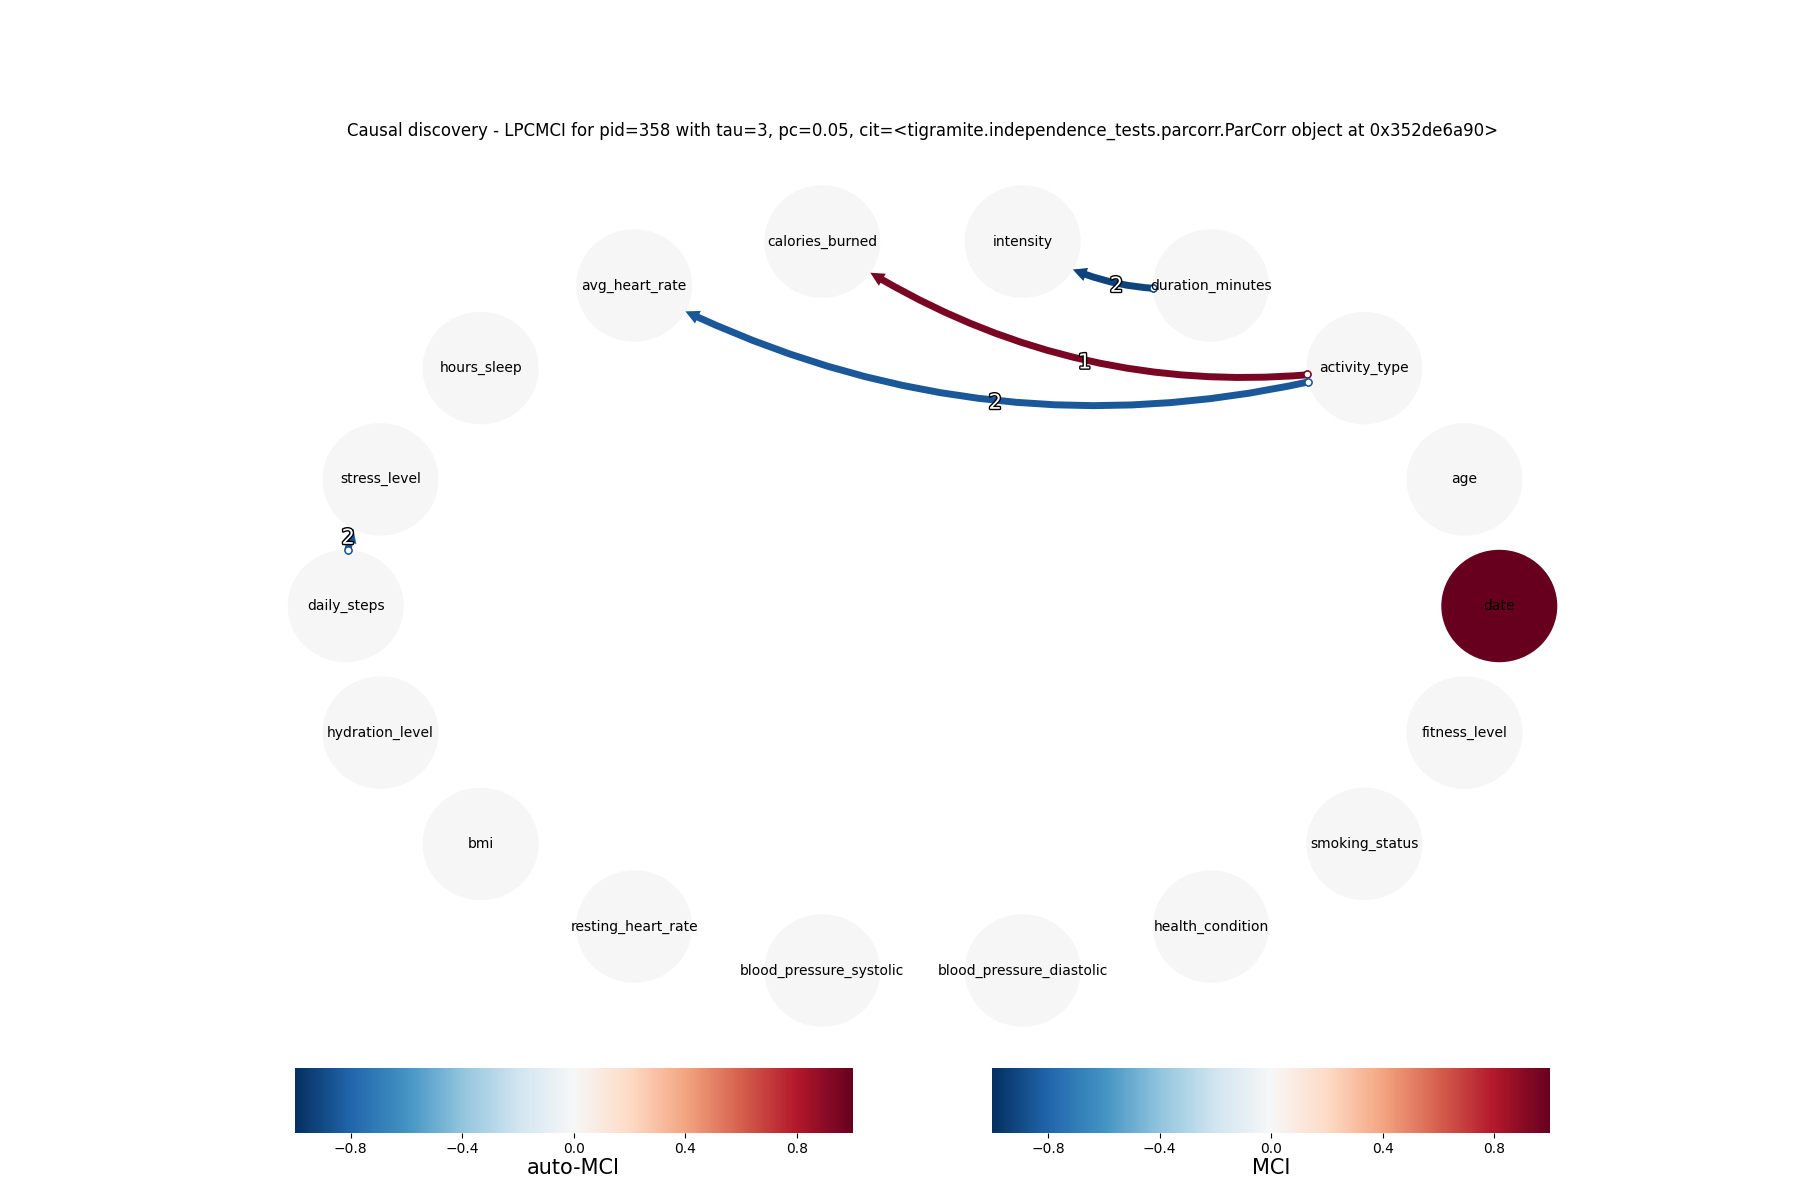 Causal discovery - LPCMCI for pid=358 with tau=3, pc=0.05, cit=<tigramite.independence_tests.parcorr.ParCorr object at 0x352de6a90>
calories_burned
intensity
avg_heart_rate
2
duration_minutes
1
hours_sleep
activity_type
2
stress_level
age
2
daily_steps
date
hydration_level
fitness_level
bmi
smoking_status
resting_heart_rate
health_condition
blood_pressure_systolic
blood_pressure_diastolic
−0.8 −0.4 0.0 0.4 0.8
auto-MCI
−0.8 −0.4 0.0 0.4 0.8
MCI